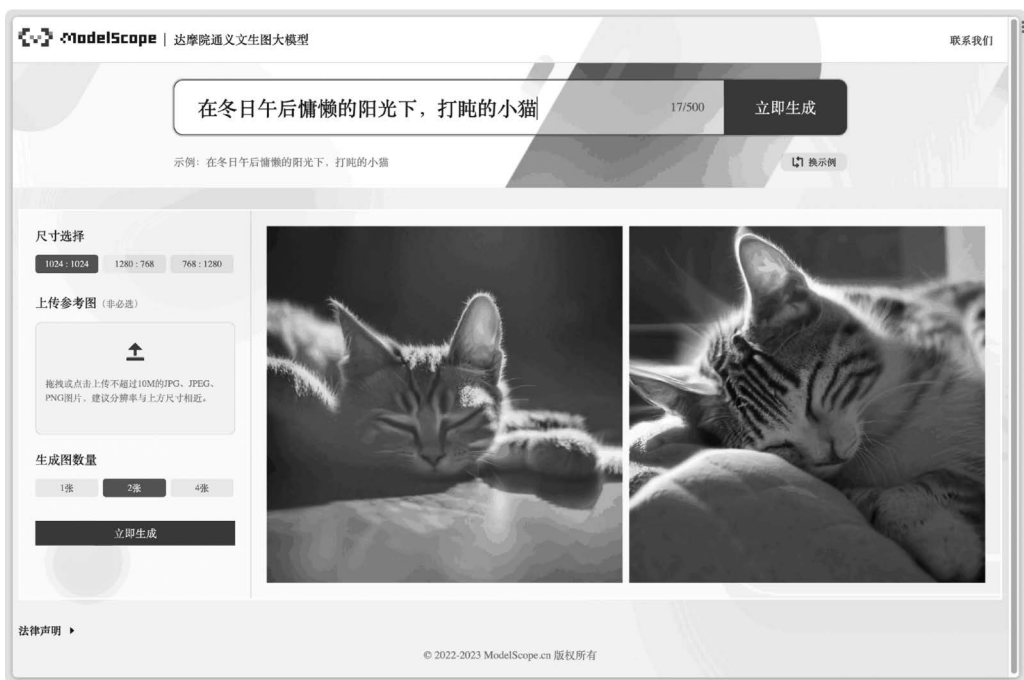 ModelScope | 达摩院通义文生图大模型
联系我们
在冬日午后慵懒的阳光下，打盹的小猫
17/500
立即生成
示例：在冬日午后慵懒的阳光下，打盹的小猫
换示例
尺寸选择
1024 : 1024
1280 : 768
768 : 1280
上传参考图（非必选）
拖拽或点击上传不超过10M的JPG、JPEG、
PNG图片，建议分辨率与上方尺寸相近。
生成图数量
1张
2张
4张
立即生成
法律声明
© 2022-2023 ModelScope.cn 版权所有